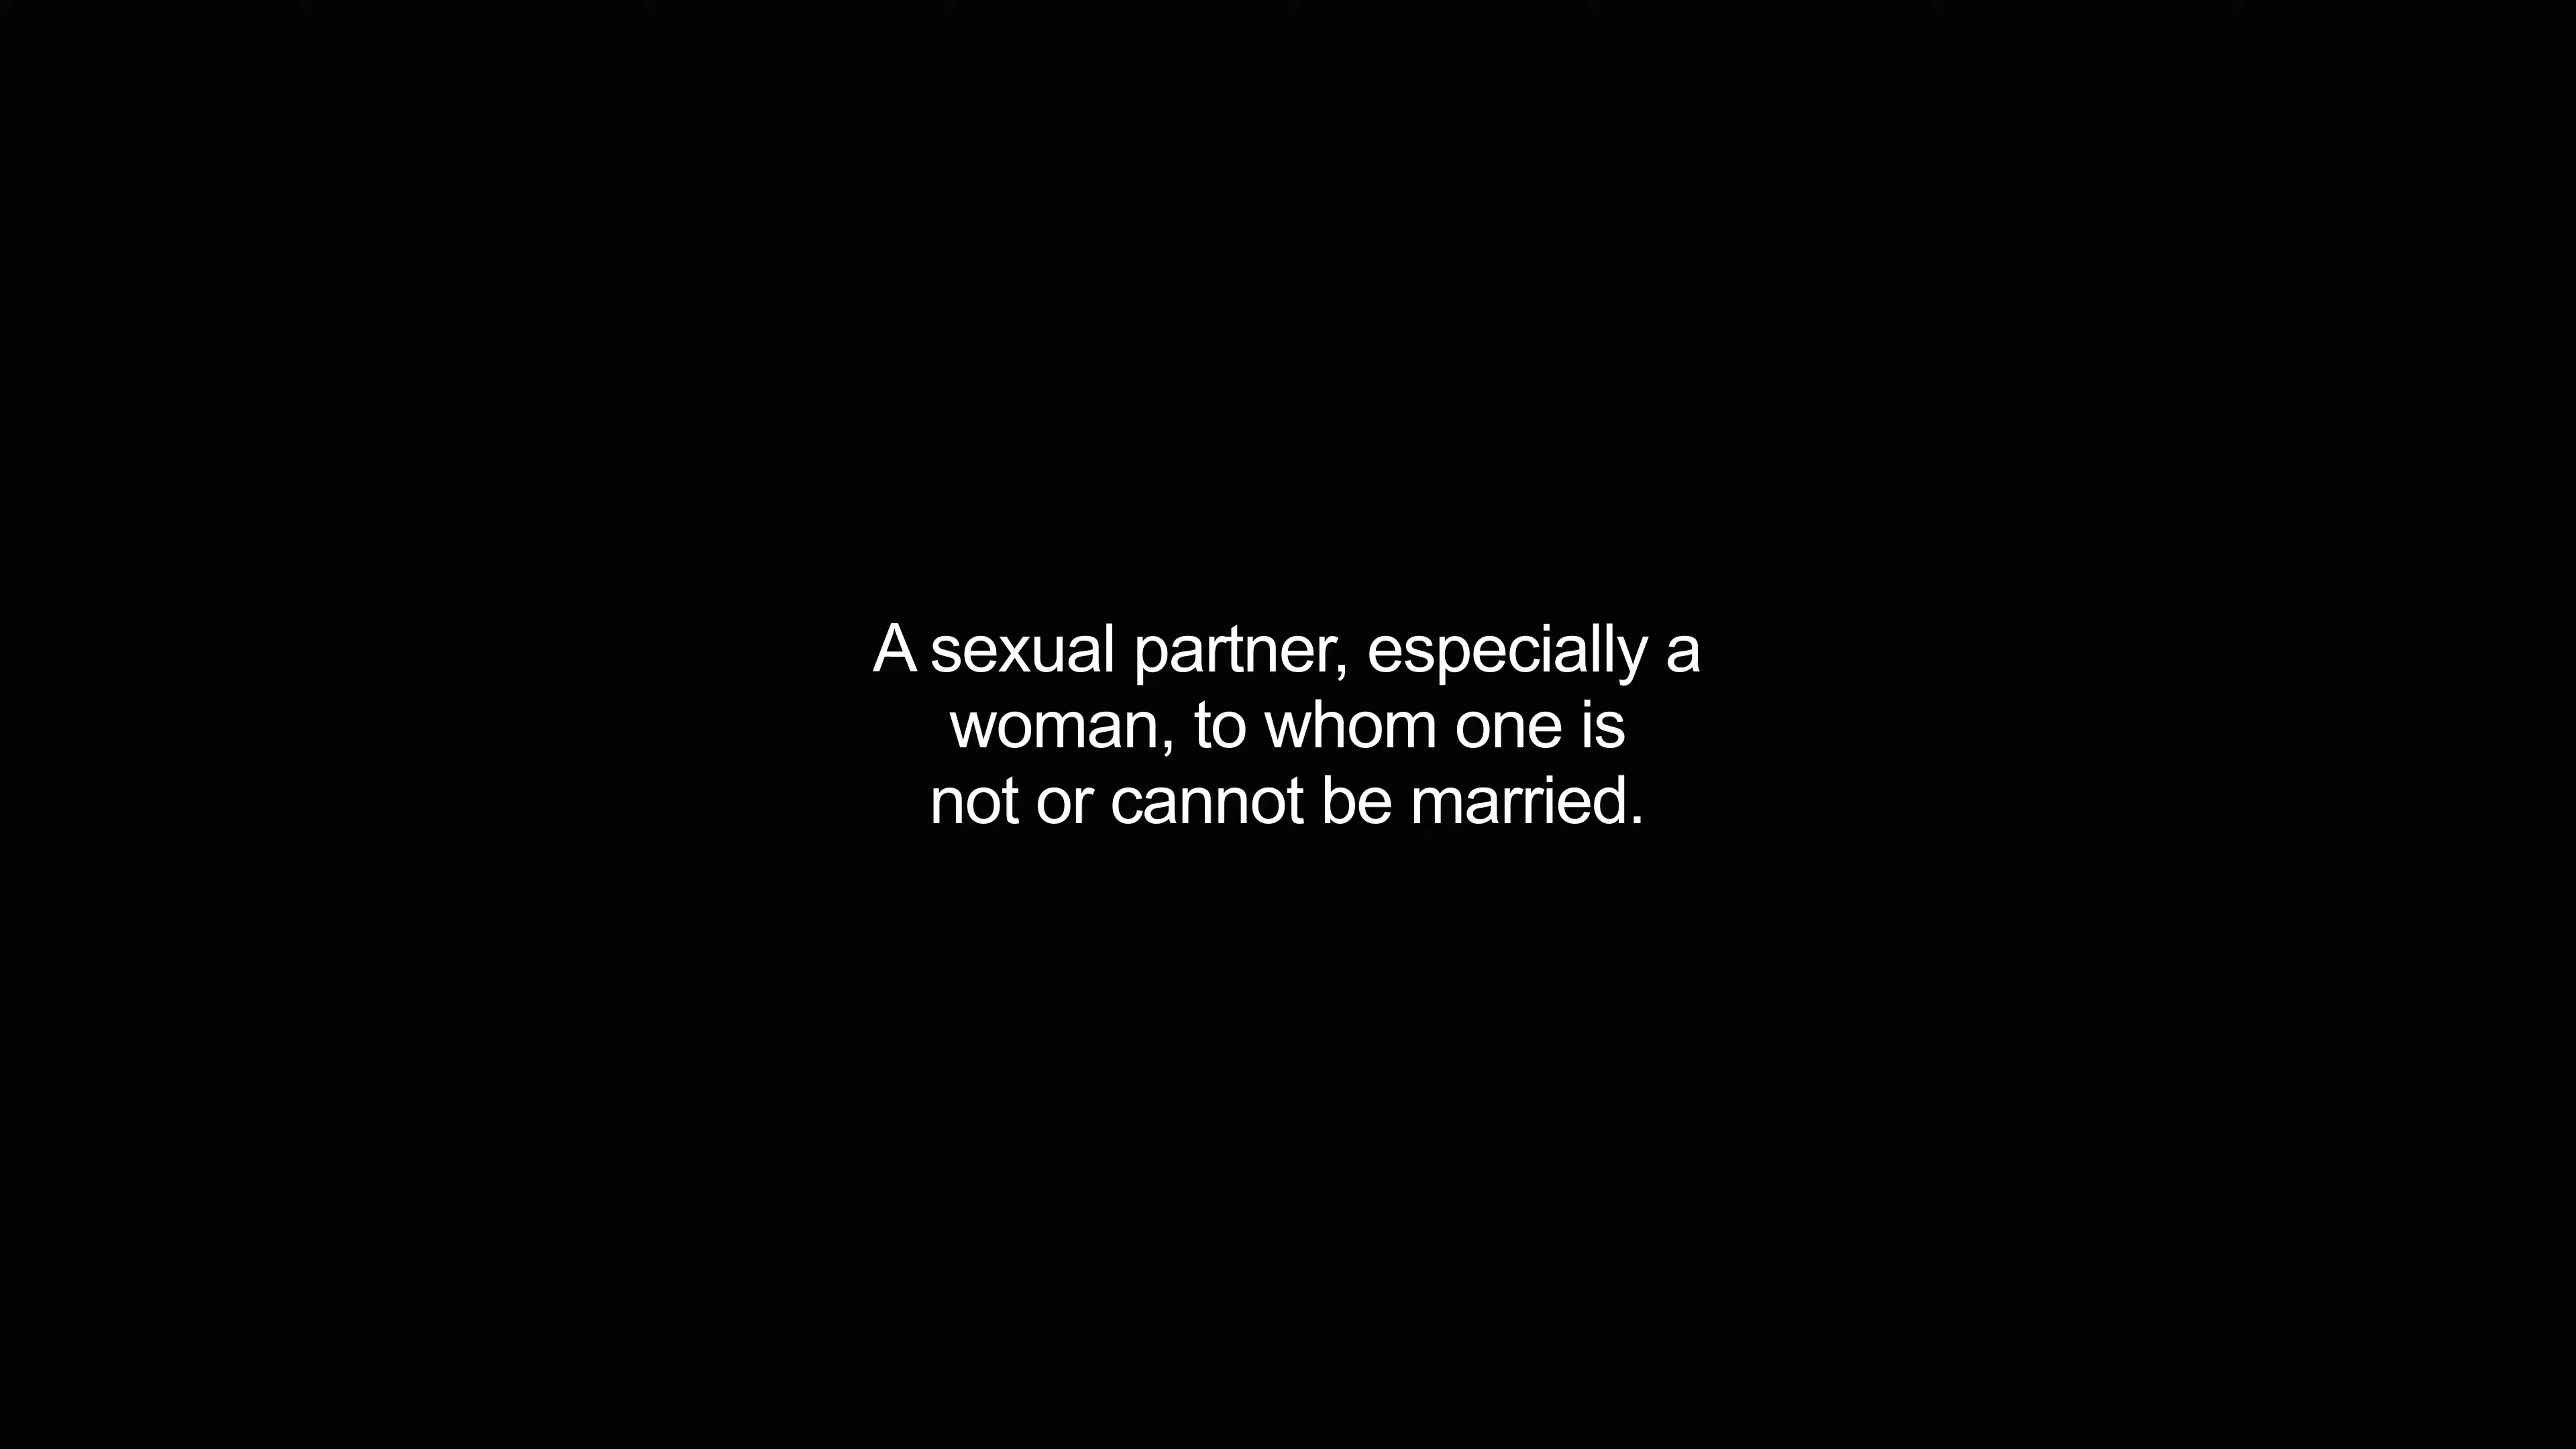 A sexual partner, especially a
woman, to whom one is
not or cannot be married.